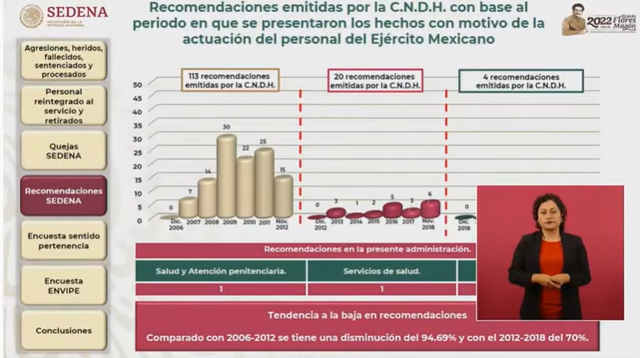 SEDENA
SECRETARÍA DE LA
DEFENSA NACIONAL
Recomendaciones emitidas por la C.N.D.H. con base al
periodo en que se presentaron los hechos con motivo de la
actuación del personal del Ejército Mexicano
2022
Flores
Magón
Agresiones, heridos,
fallecidos,
sentenciados y
procesados
Personal
reintegrado al
servicio y
retirados
Quejas
SEDENA
Recomendaciones
SEDENA
Encuesta sentido
pertenencia
Encuesta
ENVIPE
Conclusiones
113 recomendaciones
emitidas por la C.N.D.H.
20 recomendaciones
emitidas por la C.N.D.H.
4 recomendaciones
emitidas por la C.N.D.H.
50
45
40
35
30
25
20
15
10
5
0
0 7 14 30 22 25 15
0 3 1 2 5 3 6
0
Dic. 2006 2007 2008 2009 2010 2011 Nov. 2012
Dic. 2012 2013 2014 2015 2016 2017 Nov. 2018
Dic. 2018
Recomendaciones en la presente administración.
Salud y Atención penitenciaria.
Servicios de salud.
1
1
Tendencia a la baja en recomendaciones
Comparado con 2006-2012 se tiene una disminución del 94.69% y con el 2012-2018 del 70%.